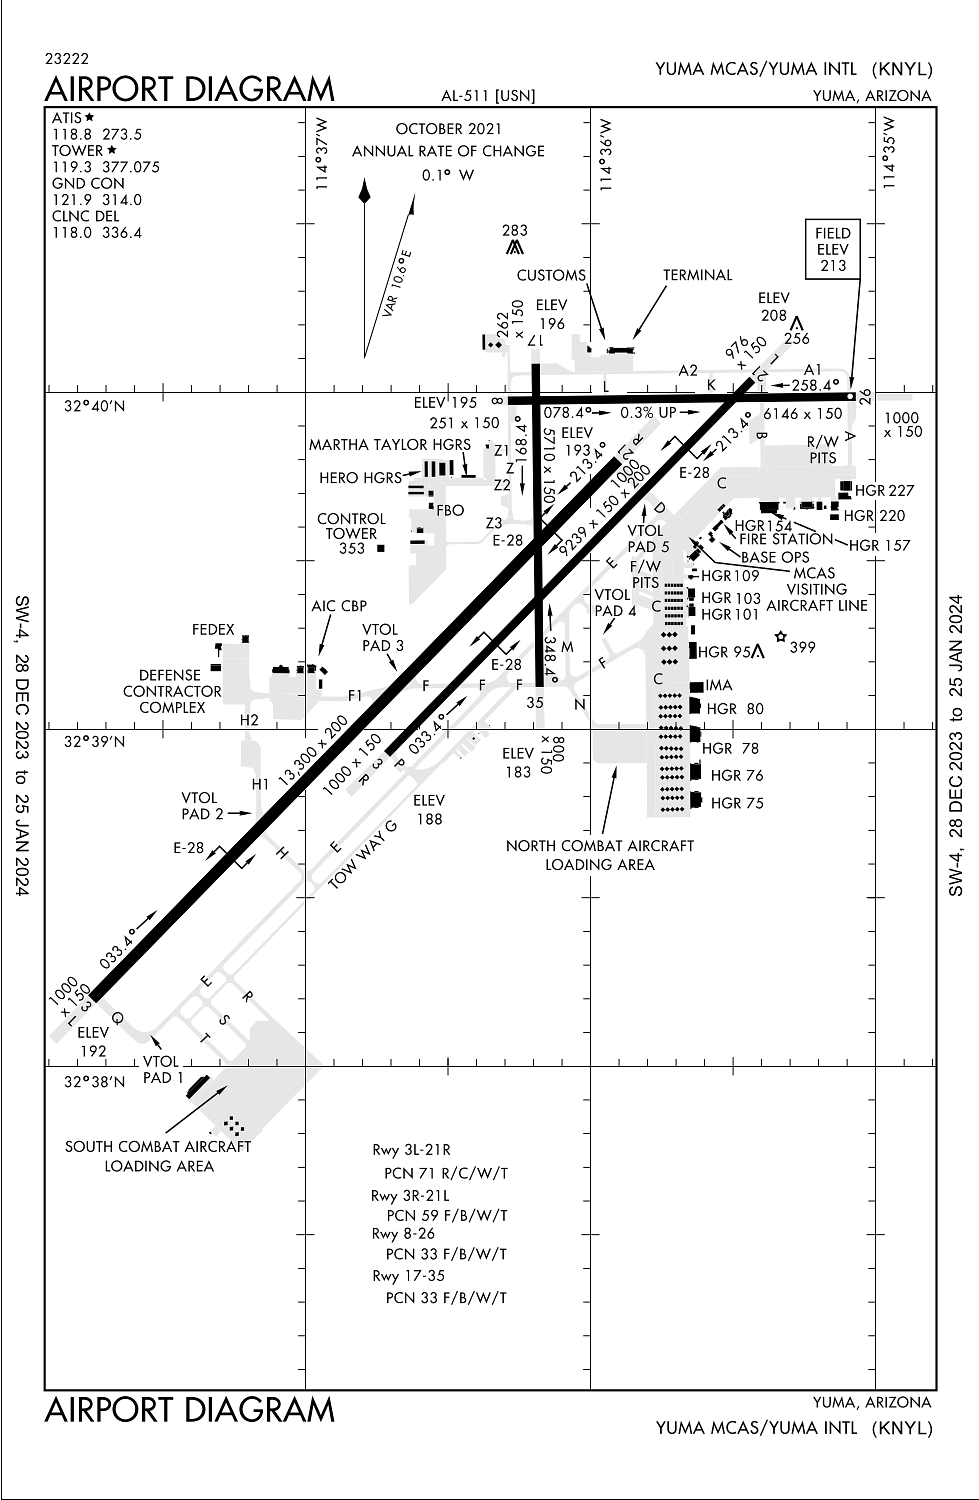 23222
AIRPORT DIAGRAM
AL-511 [USN]
YUMA MCAS/YUMA INTL (KNYL)
YUMA, ARIZONA
ATIS ★
118.8 273.5
TOWER ★
119.3 377.075
GND CON
121.9 314.0
CLNC DEL
118.0 336.4
114°37'W
114°36'W
114°35'W
OCTOBER 2021
ANNUAL RATE OF CHANGE
0.1° W
VAR 10.6°E
283
FIELD
ELEV
213
CUSTOMS
TERMINAL
262
x 150
ELEV
196
17
ELEV
208
256
976
x 150
21
L
A2
K
A1
258.4°
L
32°40'N
ELEV 195
8
251 x 150
078.4°
0.3% UP
6146 x 150
26
1000
x 150
213.4°
B
A
R/W
PITS
168.4°
5710 x 150
ELEV
193
213.4°
21
R
1000
9239 x 150 x 200
E-28
MARTHA TAYLOR HGRS
HERO HGRS
FBO
Z1
Z
Z2
Z3
E-28
CONTROL
TOWER
353
C
D
VTOL
PAD 5
E
F/W
PITS
HGR 227
HGR 220
HGR 154
FIRE STATION
HGR 157
BASE OPS
MCAS
VISITING
AIRCRAFT LINE
HGR 109
HGR 103
HGR 101
C
HGR 95
399
VTOL
PAD 4
F
AIC CBP
VTOL
PAD 3
FEDEX
DEFENSE
CONTRACTOR
COMPLEX
E-28
348.4°
M
F1
F
F
F
35
N
C
IMA
HGR 80
HGR 78
HGR 76
HGR 75
H2
32°39'N
13,300 x 200
1000 x 150
3
R
P
033.4°
ELEV
183
800
x 150
ELEV
188
H1
VTOL
PAD 2
E-28
H
E
TOW WAY G
NORTH COMBAT AIRCRAFT
LOADING AREA
033.4°
1000
x 150
3
L
ELEV
192
Q
VTOL
PAD 1
E
R
S
T
32°38'N
SOUTH COMBAT AIRCRAFT
LOADING AREA
Rwy 3L-21R
PCN 71 R/C/W/T
Rwy 3R-21L
PCN 59 F/B/W/T
Rwy 8-26
PCN 33 F/B/W/T
Rwy 17-35
PCN 33 F/B/W/T
SW-4, 28 DEC 2023 to 25 JAN 2024
SW-4, 28 DEC 2023 to 25 JAN 2024
AIRPORT DIAGRAM
YUMA, ARIZONA
YUMA MCAS/YUMA INTL (KNYL)